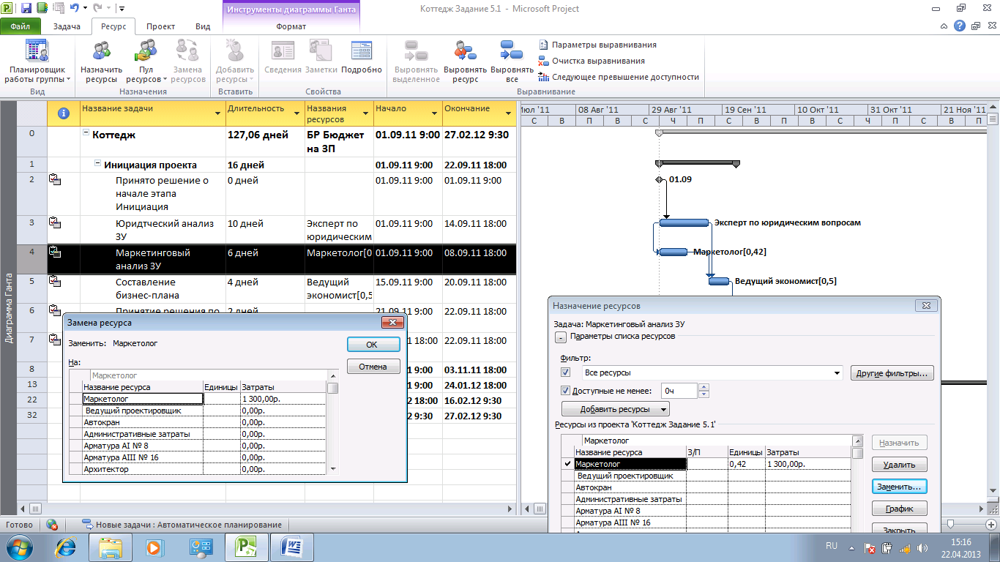 Инструменты диаграммы Ганта
Коттедж Задание 5.1 - Microsoft Project
Файл Задача Ресурс Проект Вид Формат
Планировщик работы группы
Назначить ресурсы
Пул ресурсов
Замена ресурсов
Добавить ресурсы
Сведения Заметки Подробно
Выровнять выделенное
Выровнять ресурс
Выровнять все
Параметры выравнивания
Очистка выравнивания
Следующее превышение доступности
Вид Назначения Вставить Свойства Выравнивание
Название задачи Длительность Названия ресурсов Начало Окончание
юл '11 08 Авг '11 29 Авг '11 19 Сен '11 10 Окт '11 31 Окт '11 21 Ноя '11
С В П С Ч П В С Ч П В С В
0 Коттедж 127,06 дней БР Бюджет на ЗП 01.09.11 9:00 27.02.12 9:30
1 Инициация проекта 16 дней 01.09.11 9:00 22.09.11 18:00
2 Принято решение о начале этапа Инициация 0 дней 01.09.11 9:00 01.09.11 9:00
01.09
3 Юридтческий анализ ЗУ 10 дней Эксперт по юридическим 01.09.11 9:00 14.09.11 18:00
Эксперт по юридическим вопросам
4 Маркетинговый анализ ЗУ 6 дней Маркетолог[0 01.09.11 9:00 08.09.11 18:00
Маркетолог[0,42]
5 Составление бизнес-плана 4 дней Ведущий экономист[0,5 15.09.11 9:00 20.09.11 18:00
Ведущий экономист[0,5]
6 Принятие решения по 2 дней 21.09.11 9:00 22.09.11 18:00
7 1 18:00 22.09.11 18:00
8 1 9:00 03.11.11 18:00
13 1 9:00 24.01.12 18:00
22 2 18:00 16.02.12 9:30
32 2 9:30 27.02.12 9:30
Диаграмма Ганта
Замена ресурса
Заменить: Маркетолог
ОК
Отмена
На:
Маркетолог
Название ресурса Единицы Затраты
Маркетолог 1 300,00р.
Ведущий проектировщик 0,00р.
Автокран 0,00р.
Административные затраты 0,00р.
Арматура AI № 8 0,00р.
Арматура AIII № 16 0,00р.
Архитектор 0,00р.
Назначение ресурсов
Задача: Маркетинговый анализ ЗУ
- Параметры списка ресурсов
Фильтр:
Все ресурсы
Другие фильтры...
Доступные не менее: 0ч
Добавить ресурсы
Ресурсы из проекта 'Коттедж Задание 5.1'
Маркетолог
Название ресурса З/П Единицы Затраты
Маркетолог 0,42 1 300,00р.
Ведущий проектировщик
Автокран
Административные затраты
Арматура AI № 8
Арматура AIII № 16
Назначить
Удалить
Заменить...
График
Закрыть
Готово
Новые задачи : Автоматическое планирование
RU
15:16
22.04.2013